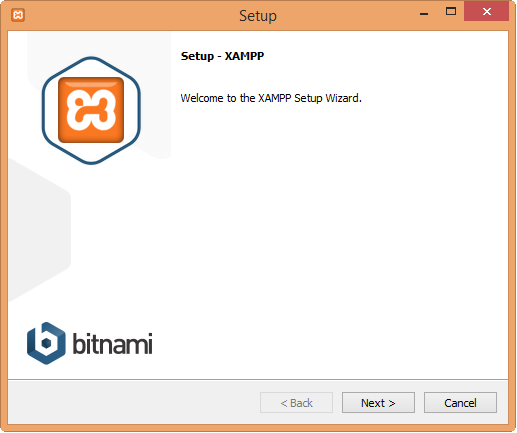 Setup
Setup - XAMPP
Welcome to the XAMPP Setup Wizard.
bitnami
< Back
Next >
Cancel